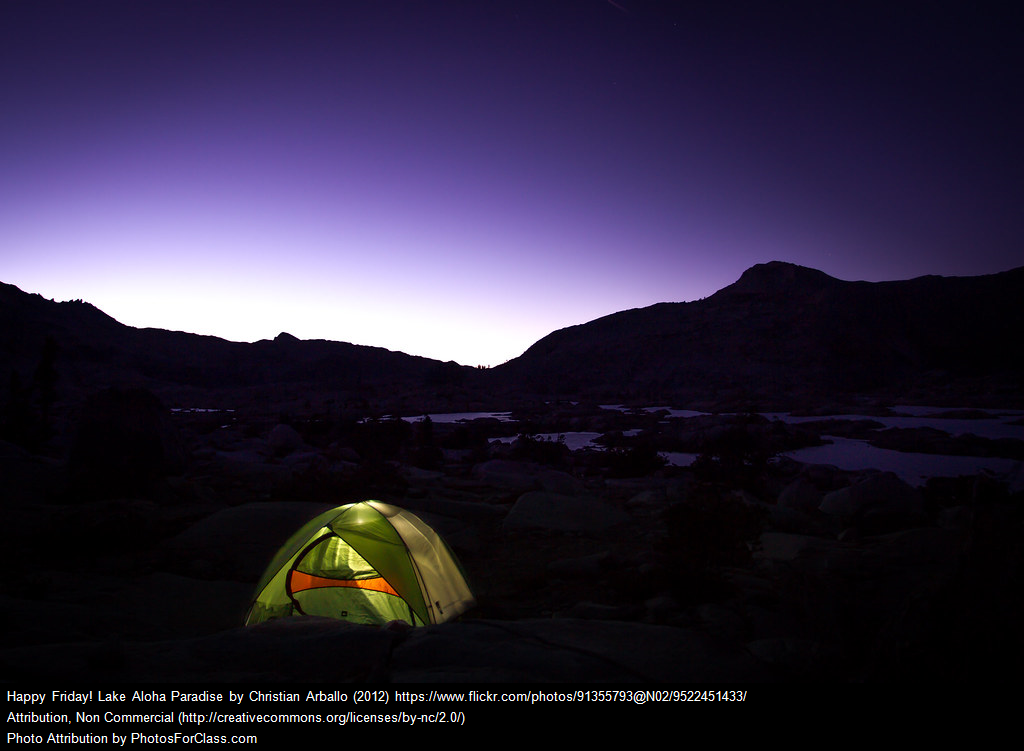 Happy Friday! Lake Aloha Paradise by Christian Arballo (2012) https://www.flickr.com/photos/91355793@N02/9522451433/
Attribution, Non Commercial (http://creativecommons.org/licenses/by-nc/2.0/)
Photo Attribution by PhotosForClass.com